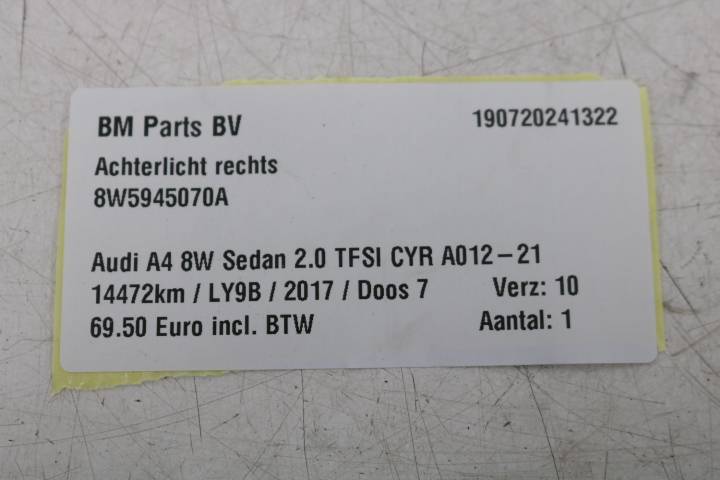 BM Parts BV 190720241322
Achterlicht rechts
8W5945070A
Audi A4 8W Sedan 2.0 TFSI CYR A012-21
14472km / LY9B / 2017 / Doos 7 Verz: 10
69.50 Euro incl. BTW Aantal: 1